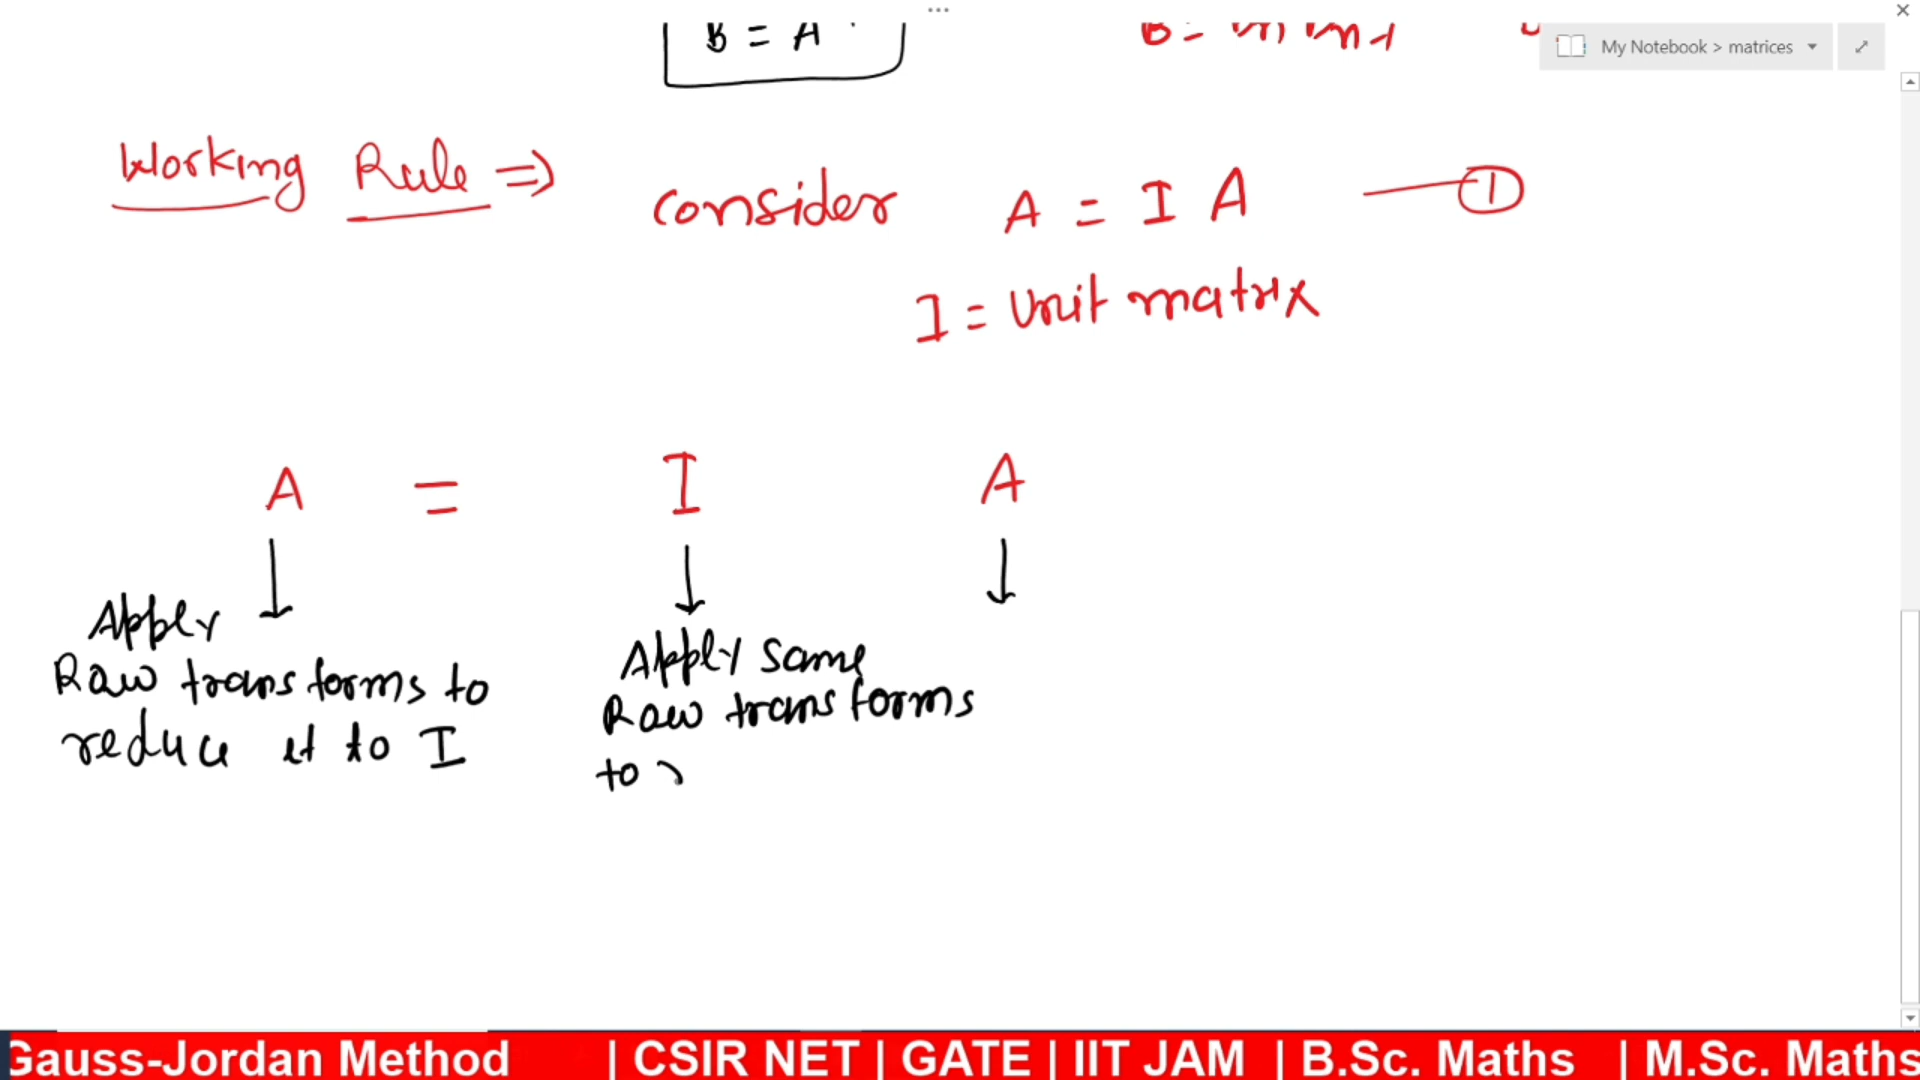 B = A
My Notebook > matrices
Working Rule ⇒ consider A = I A — ①
I = Unit matrix
A = I A
Apply
Raw transforms to
reduce it to I
Apply same
Raw transforms
to
Gauss-Jordan Method | CSIR NET | GATE | IIT JAM | B.Sc. Maths | M.Sc. Maths